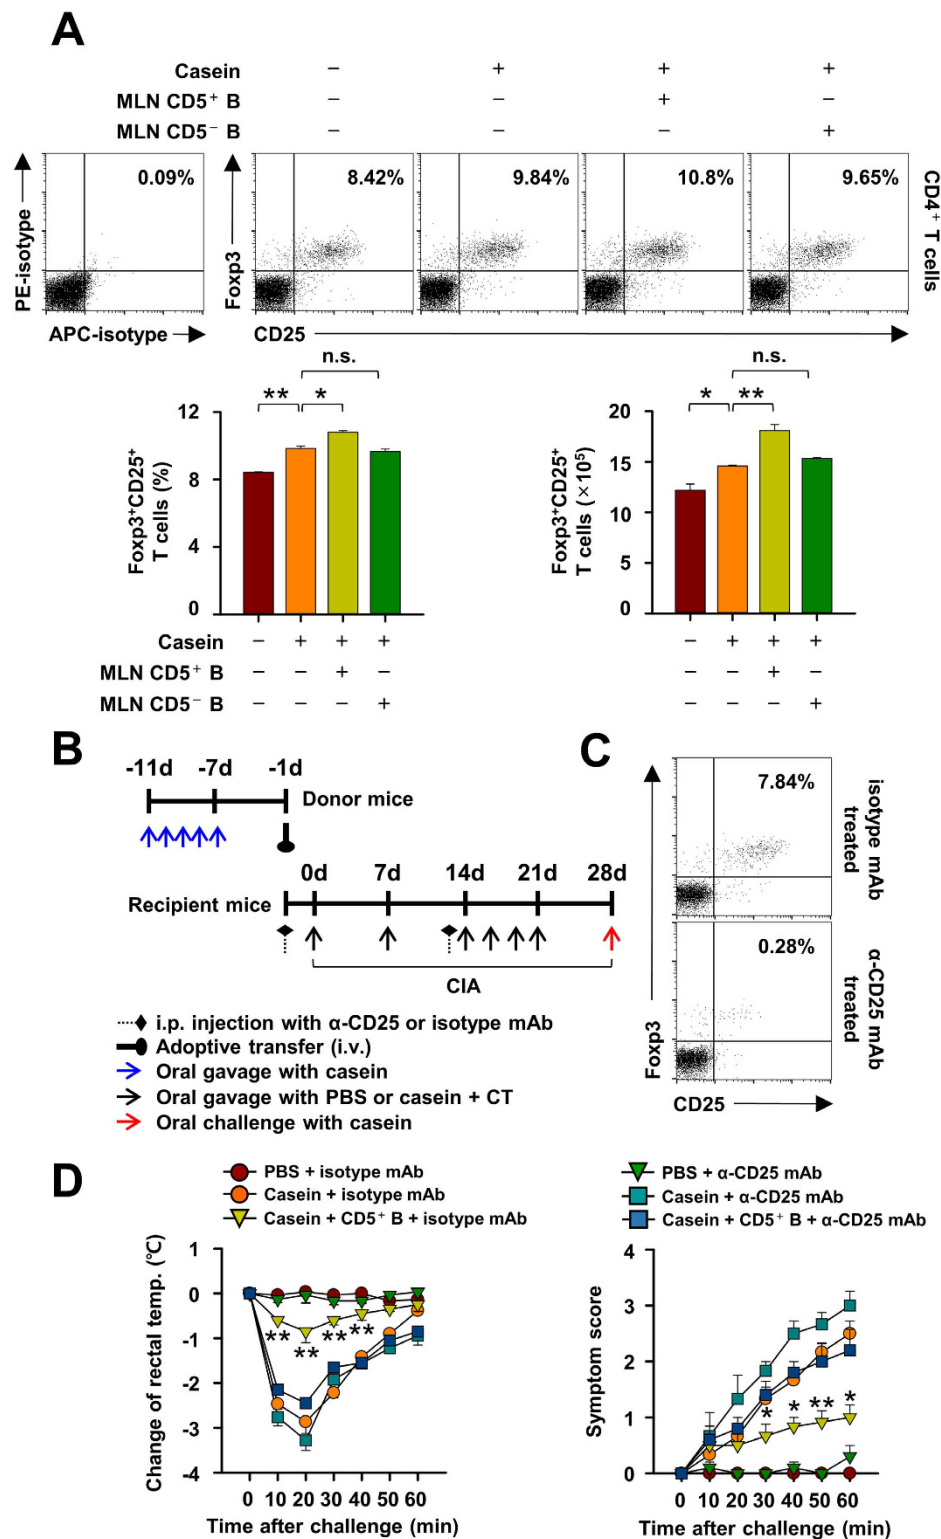 A
Casein – + + +
MLN CD5⁺ B – – + –
MLN CD5⁻ B – – – +
PE-isotype
0.09%
APC-isotype
Foxp3
8.42%
9.84%
10.8%
9.65%
CD4⁺ T cells
CD25
n.s.
** *
12
8
4
0
Foxp3⁺CD25⁺
T cells (%)
Casein – + + +
MLN CD5⁺ B – – + –
MLN CD5⁻ B – – – +
n.s.
* **
20
15
10
5
0
Foxp3⁺CD25⁺
T cells (×10⁵)
– + + +
– – + –
– – – +
B
-11d -7d -1d
Donor mice
0d 7d 14d 21d 28d
Recipient mice
CIA
i.p. injection with α-CD25 or isotype mAb
Adoptive transfer (i.v.)
Oral gavage with casein
Oral gavage with PBS or casein + CT
Oral challenge with casein
C
7.84%
isotype mAb
treated
0.28%
α-CD25 mAb
treated
Foxp3
CD25
D
PBS + isotype mAb
Casein + isotype mAb
Casein + CD5⁺ B + isotype mAb
PBS + α-CD25 mAb
Casein + α-CD25 mAb
Casein + CD5⁺ B + α-CD25 mAb
Change of rectal temp. (℃)
1
0
-1
-2
-3
-4
** ** ** **
0 10 20 30 40 50 60
Time after challenge (min)
Symptom score
4
3
2
1
0
* * ** *
0 10 20 30 40 50 60
Time after challenge (min)